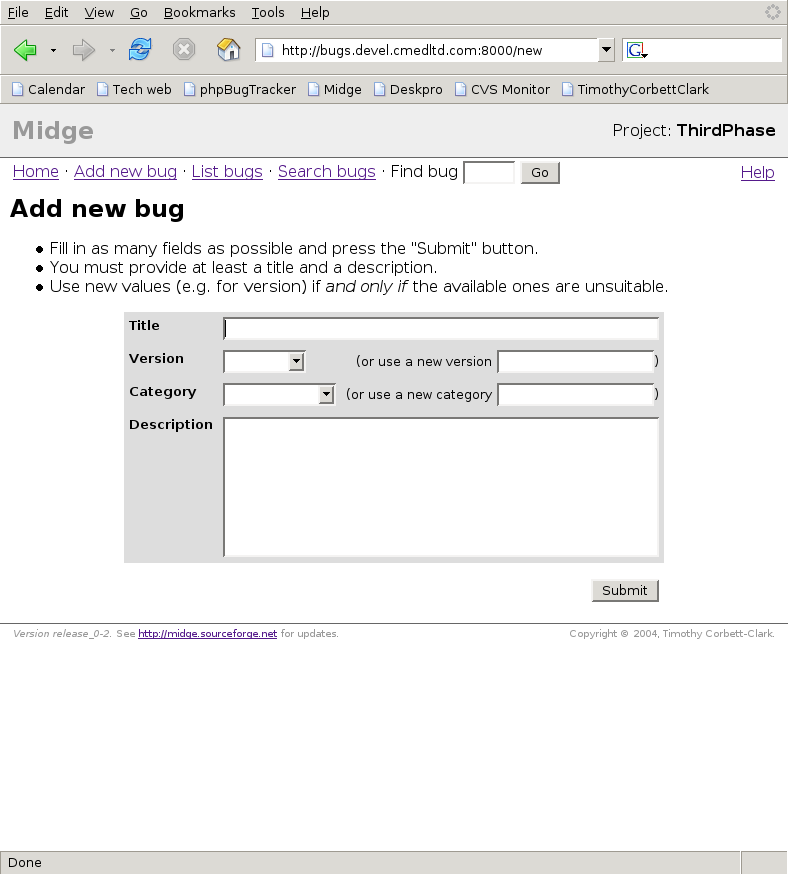 File Edit View Go Bookmarks Tools Help
http://bugs.devel.cmedltd.com:8000/new G
Calendar Tech web phpBugTracker Midge Deskpro CVS Monitor TimothyCorbettClark
Midge Project: ThirdPhase
Home · Add new bug · List bugs · Search bugs · Find bug Go Help
Add new bug
• Fill in as many fields as possible and press the "Submit" button.
• You must provide at least a title and a description.
• Use new values (e.g. for version) if and only if the available ones are unsuitable.
Title
Version (or use a new version )
Category (or use a new category )
Description
Submit
Version release_0-2. See http://midge.sourceforge.net for updates. Copyright © 2004, Timothy Corbett-Clark.
Done